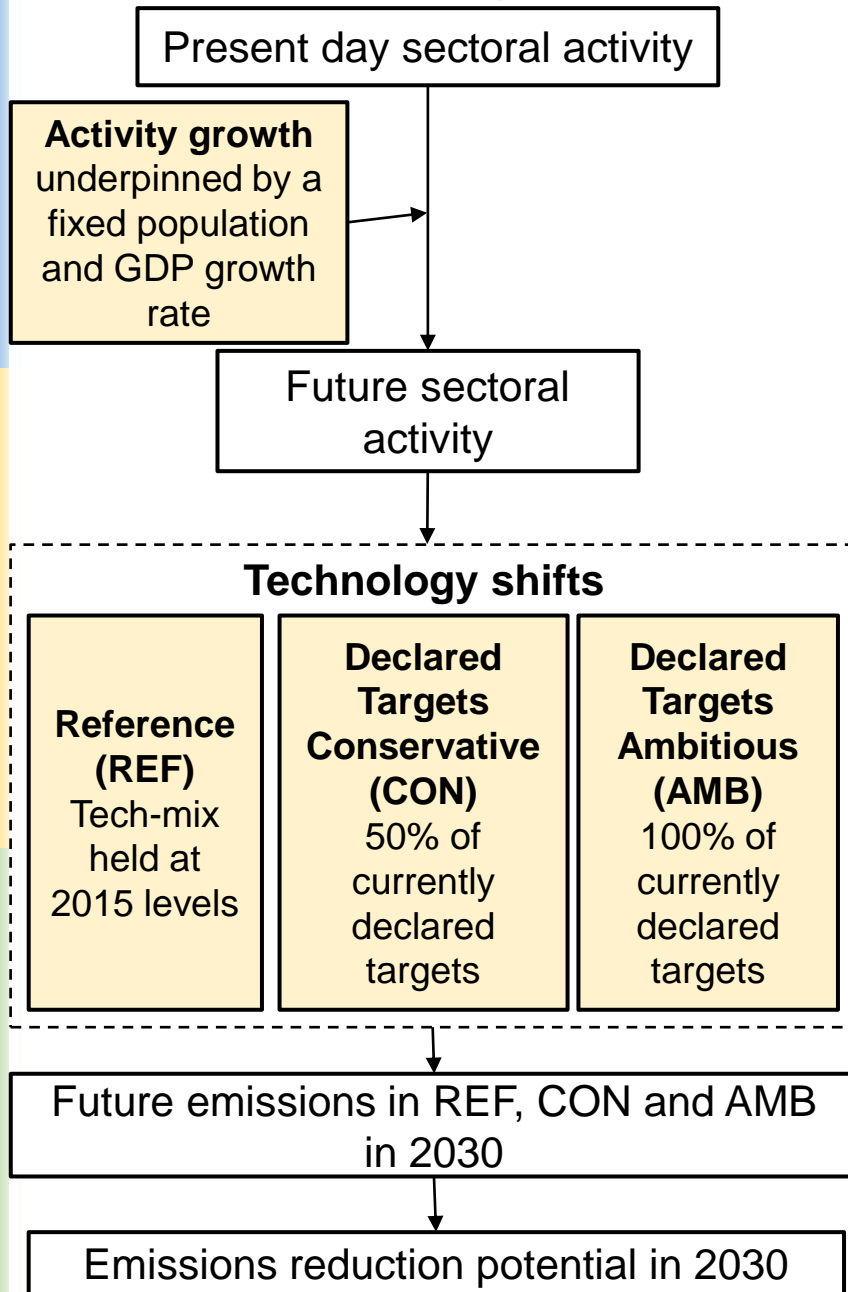 Present day sectoral activity
Activity growth
underpinned by a
fixed population
and GDP growth
rate
Future sectoral
activity
Technology shifts
Reference
(REF)
Tech-mix
held at
2015 levels
Declared
Targets
Conservative
(CON)
50% of
currently
declared
targets
Declared
Targets
Ambitious
(AMB)
100% of
currently
declared
targets
Future emissions in REF, CON and AMB
in 2030
Emissions reduction potential in 2030